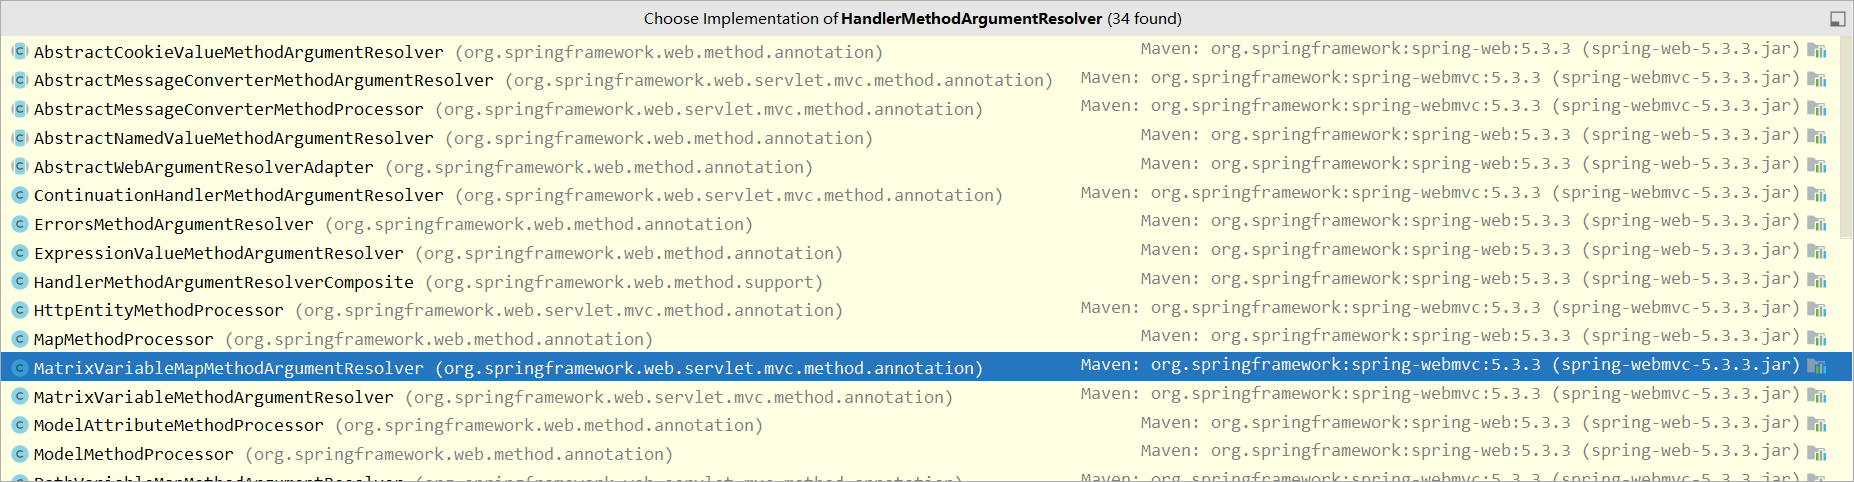 Choose Implementation of HandlerMethodArgumentResolver (34 found)
AbstractCookieValueMethodArgumentResolver (org.springframework.web.method.annotation) Maven: org.springframework:spring-web:5.3.3 (spring-web-5.3.3.jar)
AbstractMessageConverterMethodArgumentResolver (org.springframework.web.servlet.mvc.method.annotation) Maven: org.springframework:spring-webmvc:5.3.3 (spring-webmvc-5.3.3.jar)
AbstractMessageConverterMethodProcessor (org.springframework.web.servlet.mvc.method.annotation) Maven: org.springframework:spring-webmvc:5.3.3 (spring-webmvc-5.3.3.jar)
AbstractNamedValueMethodArgumentResolver (org.springframework.web.method.annotation) Maven: org.springframework:spring-web:5.3.3 (spring-web-5.3.3.jar)
AbstractWebArgumentResolverAdapter (org.springframework.web.method.annotation) Maven: org.springframework:spring-web:5.3.3 (spring-web-5.3.3.jar)
ContinuationHandlerMethodArgumentResolver (org.springframework.web.servlet.mvc.method.annotation) Maven: org.springframework:spring-webmvc:5.3.3 (spring-webmvc-5.3.3.jar)
ErrorsMethodArgumentResolver (org.springframework.web.method.annotation) Maven: org.springframework:spring-web:5.3.3 (spring-web-5.3.3.jar)
ExpressionValueMethodArgumentResolver (org.springframework.web.method.annotation) Maven: org.springframework:spring-web:5.3.3 (spring-web-5.3.3.jar)
HandlerMethodArgumentResolverComposite (org.springframework.web.method.support) Maven: org.springframework:spring-web:5.3.3 (spring-web-5.3.3.jar)
HttpEntityMethodProcessor (org.springframework.web.servlet.mvc.method.annotation) Maven: org.springframework:spring-webmvc:5.3.3 (spring-webmvc-5.3.3.jar)
MapMethodProcessor (org.springframework.web.method.annotation) Maven: org.springframework:spring-web:5.3.3 (spring-web-5.3.3.jar)
MatrixVariableMapMethodArgumentResolver (org.springframework.web.servlet.mvc.method.annotation) Maven: org.springframework:spring-webmvc:5.3.3 (spring-webmvc-5.3.3.jar)
MatrixVariableMethodArgumentResolver (org.springframework.web.servlet.mvc.method.annotation) Maven: org.springframework:spring-webmvc:5.3.3 (spring-webmvc-5.3.3.jar)
ModelAttributeMethodProcessor (org.springframework.web.method.annotation) Maven: org.springframework:spring-web:5.3.3 (spring-web-5.3.3.jar)
ModelMethodProcessor (org.springframework.web.method.annotation) Maven: org.springframework:spring-web:5.3.3 (spring-web-5.3.3.jar)
PathVariableMapMethodArgumentResolver (org.springframework.web.servlet.mvc.method.annotation) Maven: org.springframework:spring-webmvc:5.3.3 (spring-webmvc-5.3.3.jar)